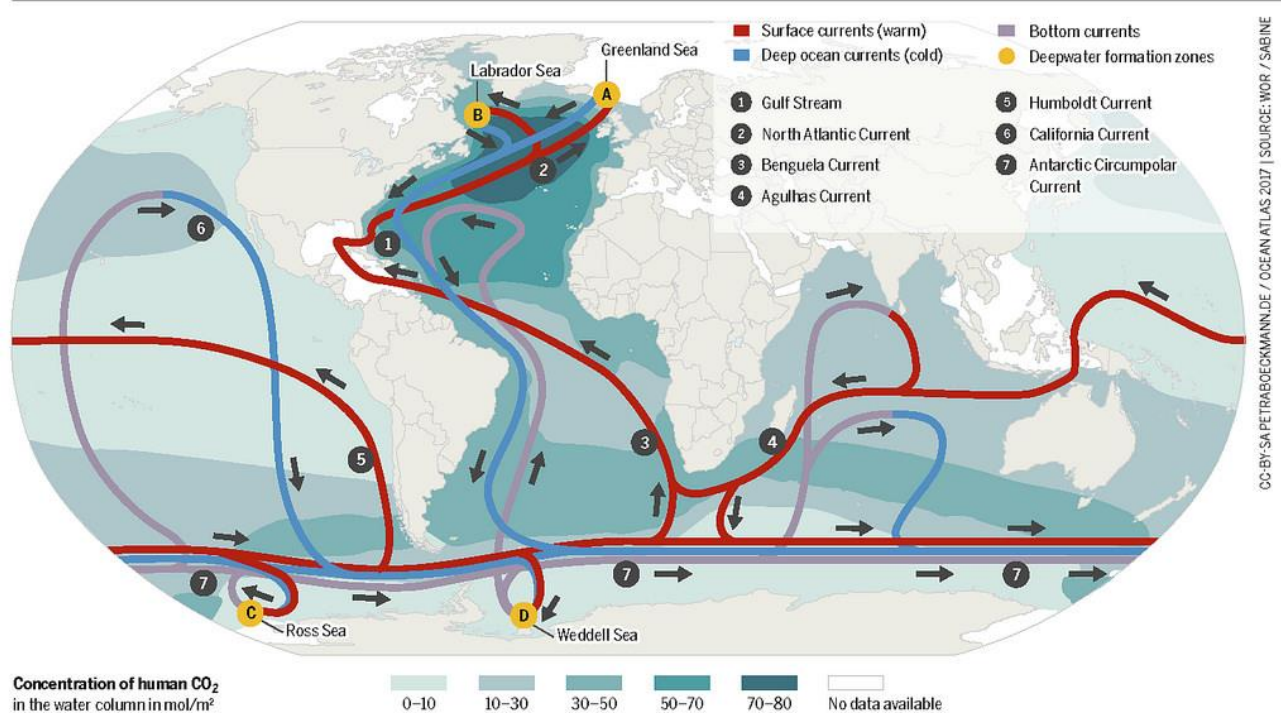 Surface currents (warm)
Deep ocean currents (cold)
Bottom currents
Deepwater formation zones
1 Gulf Stream
2 North Atlantic Current
3 Benguela Current
4 Agulhas Current
5 Humboldt Current
6 California Current
7 Antarctic Circumpolar
Current
Greenland Sea
Labrador Sea
A
B
2
6
1
3
4
5
7
7
7
C
Ross Sea
D
Weddell Sea
CC-BY-SA PETRABOECKMANN.DE / OCEAN ATLAS 2017 | SOURCE: WOR / SABINE
Concentration of human CO₂
in the water column in mol/m²
0–10
10–30
30–50
50–70
70–80
No data available